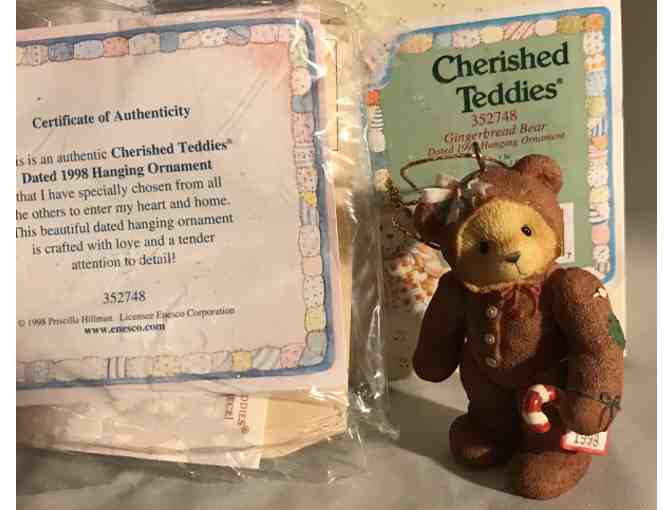 Certificate of Authenticity
is is an authentic Cherished Teddies®
Dated 1998 Hanging Ornament
that I have specially chosen from all
he others to enter my heart and home.
This beautiful dated hanging ornament
is crafted with love and a tender
attention to detail!
352748
© 1998 Priscilla Hillman. Licensee Enesco Corporation
www.enesco.com
Cherished
Teddies®
352748
Gingerbread Bear
Dated 1998 Hanging Ornament
1998